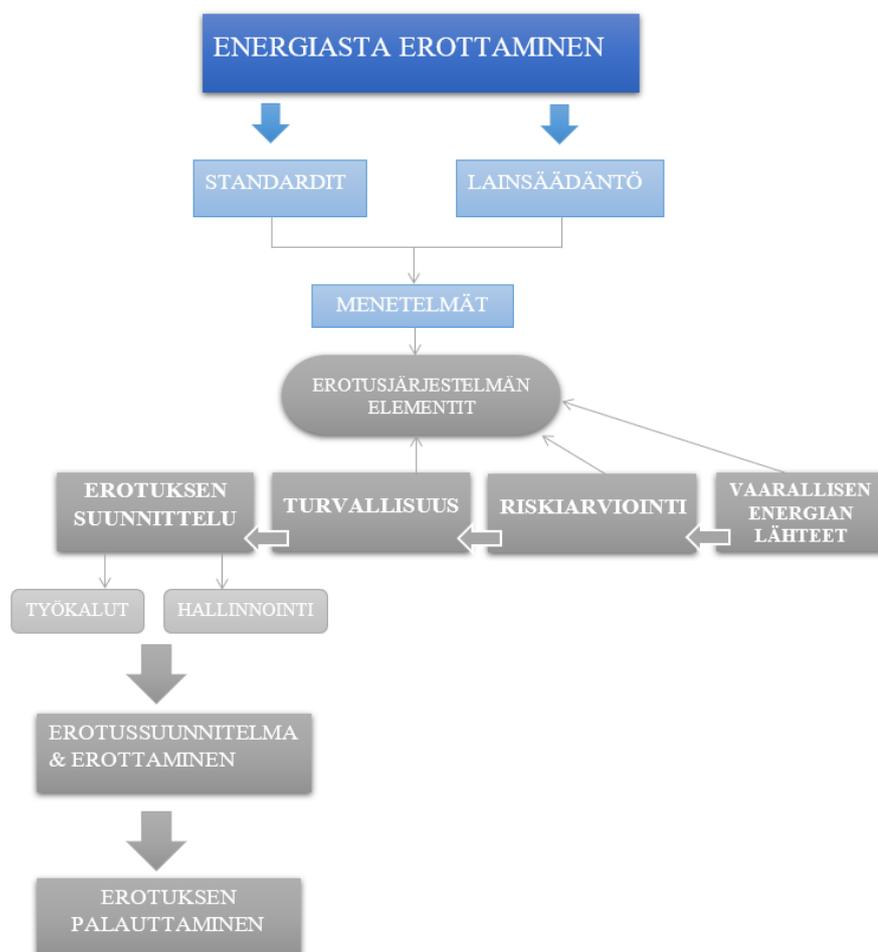 ENERGIASTA EROTTAMINEN
STANDARDIT
LAINSÄÄDÄNTÖ
MENETELMÄT
EROTUSJÄRJESTELMÄN
ELEMENTIT
EROTUKSEN
SUUNNITTELU
TURVALLISUUS
RISKIARVIOINTI
VAARALLISEN
ENERGIAN
LÄHTEET
TYÖKALUT
HALLINNOINTI
EROTUSSUUNNITELMA
& EROTTAMINEN
EROTUKSEN
PALAUTTAMINEN